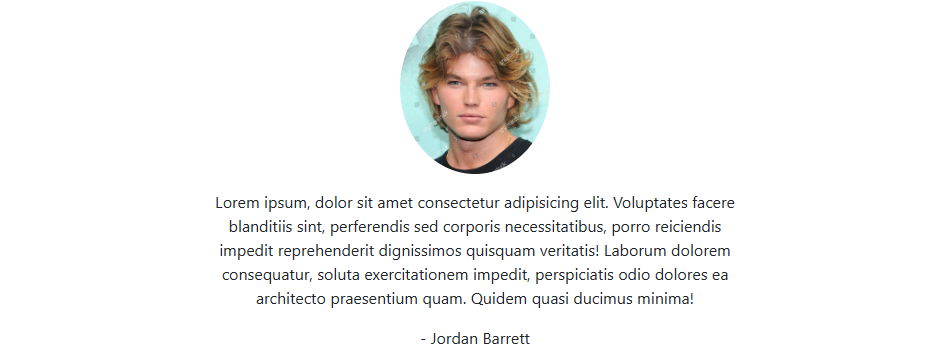 Lorem ipsum, dolor sit amet consectetur adipisicing elit. Voluptates facere
blanditiis sint, perferendis sed corporis necessitatibus, porro reiciendis
impedit reprehenderit dignissimos quisquam veritatis! Laborum dolorem
consequatur, soluta exercitationem impedit, perspiciatis odio dolores ea
architecto praesentium quam. Quidem quasi ducimus minima!
- Jordan Barrett